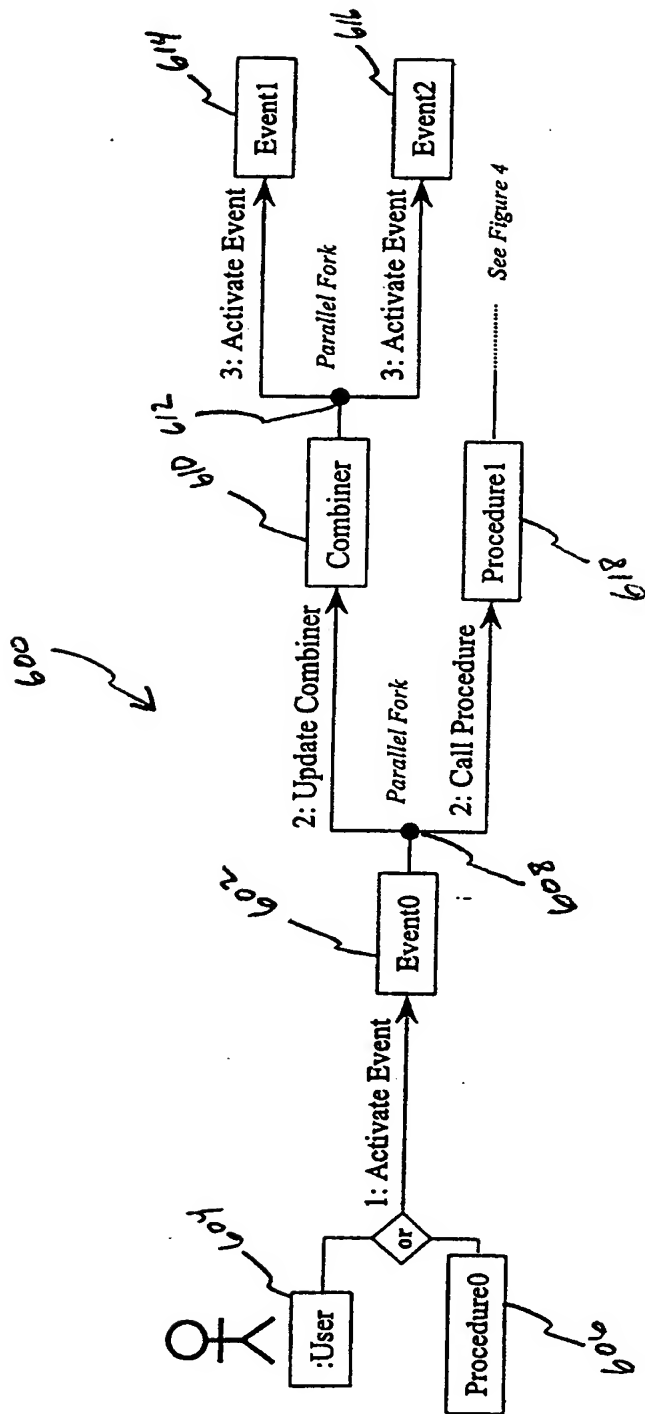 600
604
:User
606
Procedure0
or
1: Activate Event
602
Event0
608
Parallel Fork
2: Update Combiner
2: Call Procedure
610
Combiner
618
Procedure1
See Figure 4
612
Parallel Fork
3: Activate Event
3: Activate Event
614
Event1
616
Event2